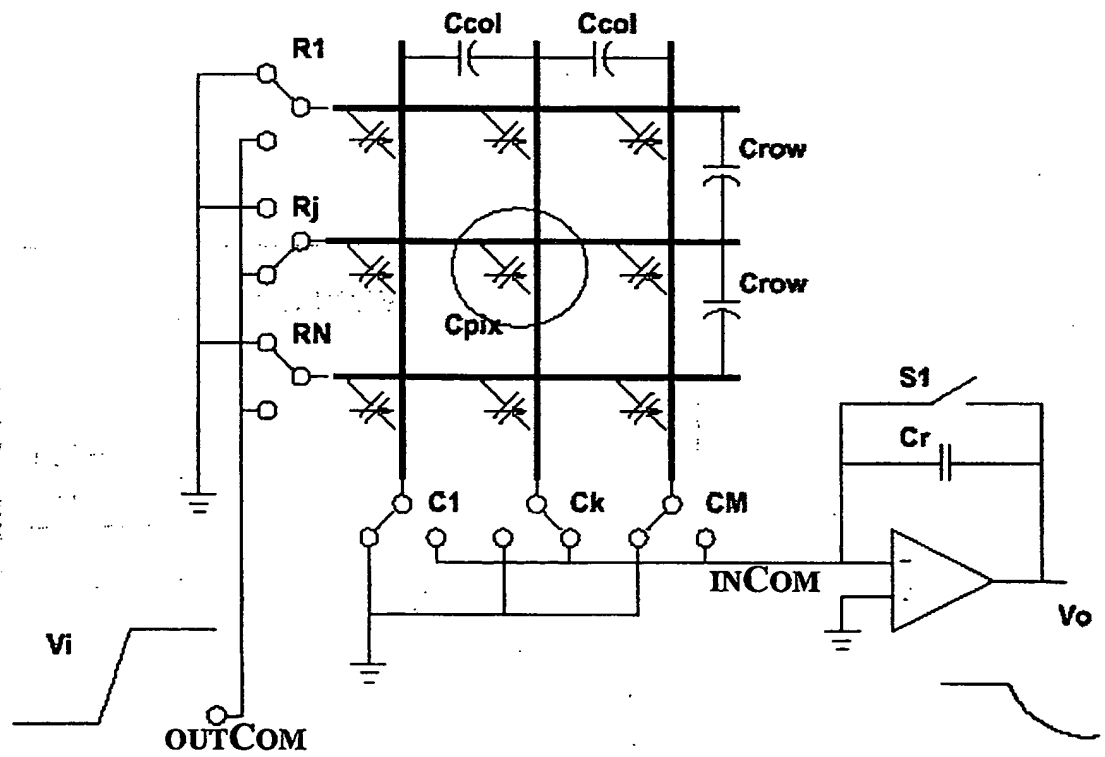 Ccol Ccol
R1
Crow
Rj
Crow
Cpix
RN
S1
Cr
C1 Ck CM
INCOM
Vi
Vo
OUTCOM